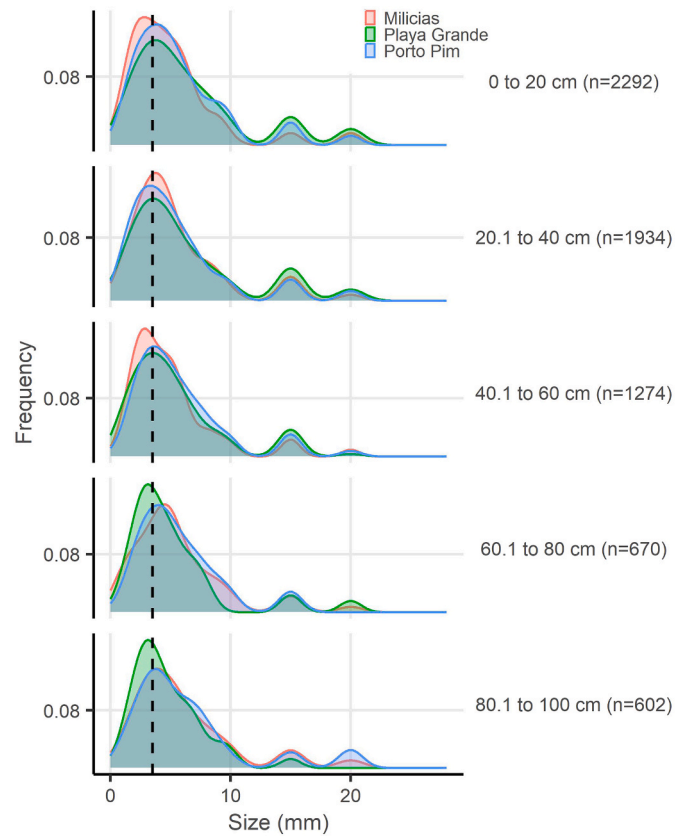 Milicias
Playa Grande
Porto Pim
0.08
0 to 20 cm (n=2292)
0.08
20.1 to 40 cm (n=1934)
Frequency
0.08
40.1 to 60 cm (n=1274)
0.08
60.1 to 80 cm (n=670)
0.08
80.1 to 100 cm (n=602)
0 10 20
Size (mm)